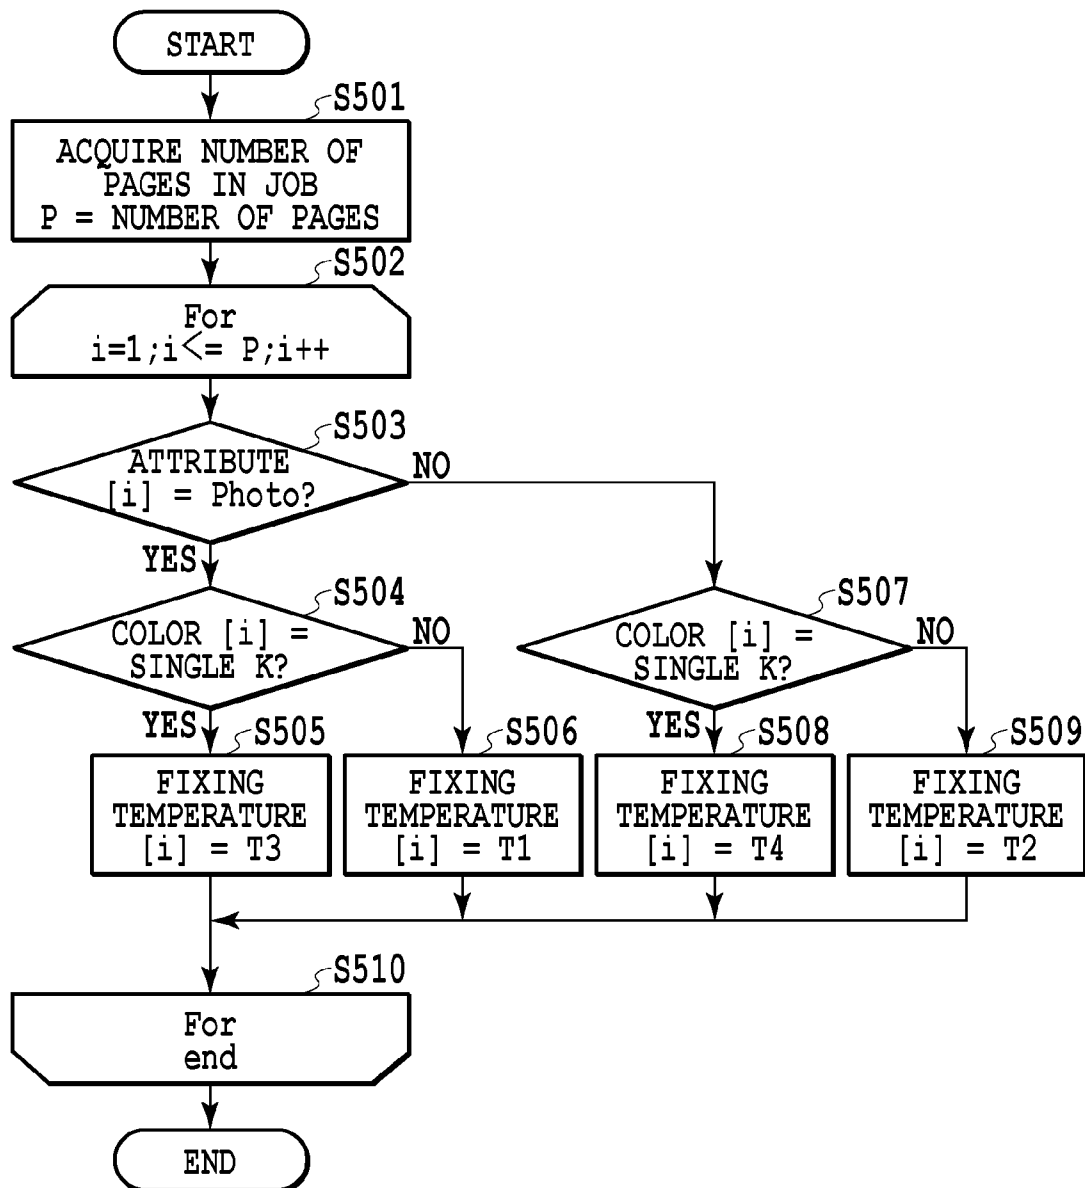 START
S501
ACQUIRE NUMBER OF
PAGES IN JOB
P = NUMBER OF PAGES
S502
For
i=1;i<= P;i++
S503
ATTRIBUTE
[i] = Photo?
NO
YES
S504
COLOR [i] =
SINGLE K?
NO
YES
S507
COLOR [i] =
SINGLE K?
NO
YES
S505
FIXING
TEMPERATURE
[i] = T3
S506
FIXING
TEMPERATURE
[i] = T1
S508
FIXING
TEMPERATURE
[i] = T4
S509
FIXING
TEMPERATURE
[i] = T2
S510
For
end
END